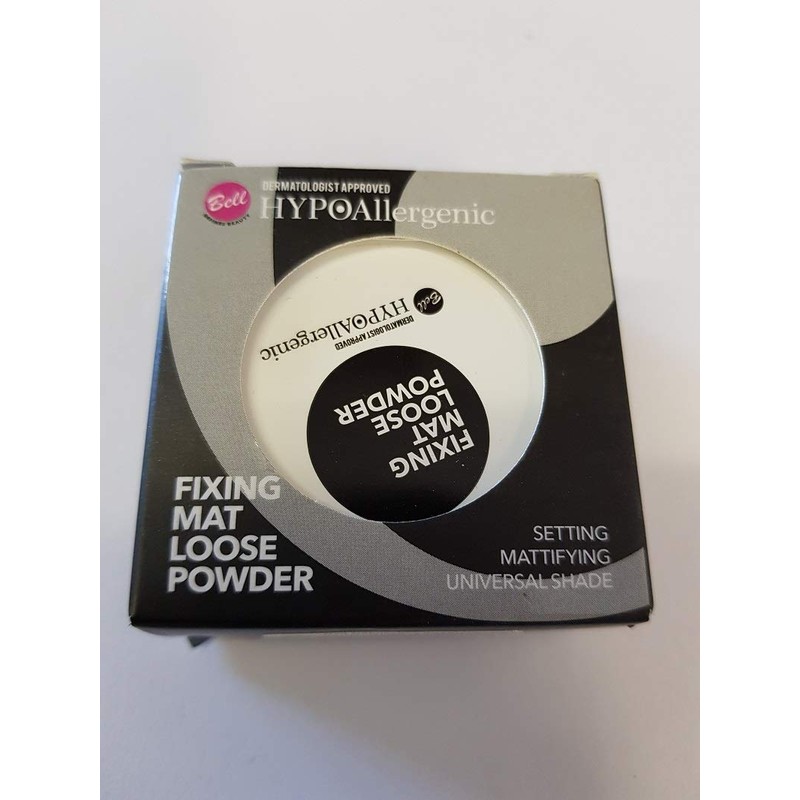 Bell
DERMATOLOGIST APPROVED
HYPOAllergenic
Bell
DERMATOLOGIST APPROVED
HYPOAllergenic
FIXING
MAT
LOOSE
POWDER
FIXING
MAT
LOOSE
POWDER
SETTING
MATTIFYING
UNIVERSAL SHADE